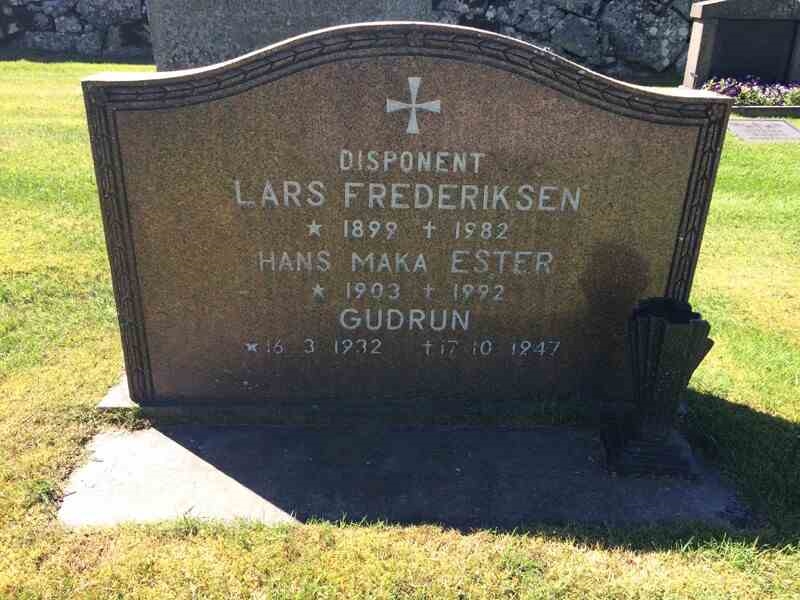 DISPONENT
LARS FREDERIKSEN
* 1899 † 1982
HANS MAKA ESTER
* 1903 † 1992
GUDRUN
* 16 3 1932 † 17 10 1947